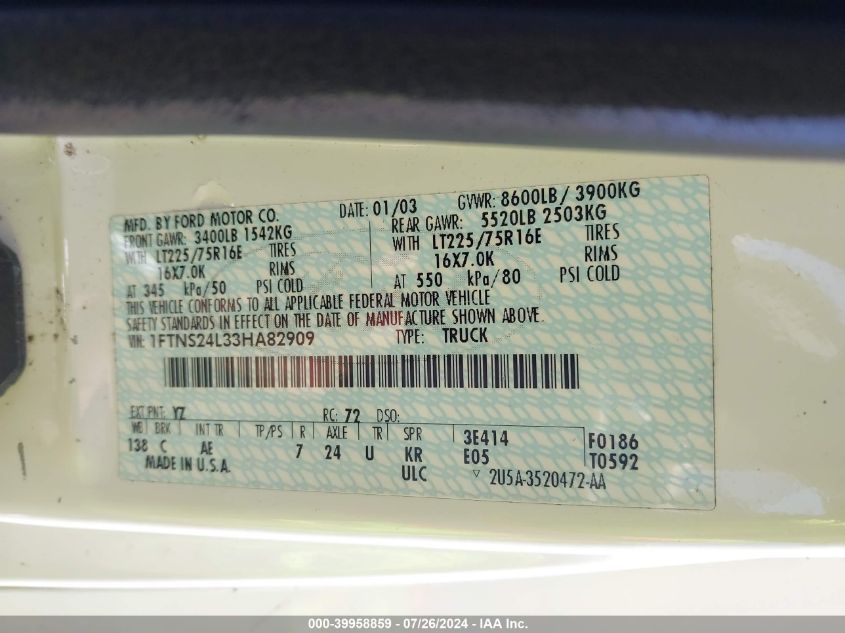 MFD. BY FORD MOTOR CO. DATE: 01/03 GVWR: 8600LB/ 3900KG
FRONT GAWR: 3400LB 1542KG REAR GAWR: 5520LB 2503KG
WITH LT225/75R16E TIRES WITH LT225/75R16E TIRES
16X7.0K RIMS 16X7.0K RIMS
AT 345 kPa/50 PSI COLD AT 550 kPa/80 PSI COLD
THIS VEHICLE CONFORMS TO ALL APPLICABLE FEDERAL MOTOR VEHICLE
SAFETY STANDARDS IN EFFECT ON THE DATE OF MANUFACTURE SHOWN ABOVE.
VIN: 1FTNS24L33HA82909 TYPE: TRUCK
EXT PNT: YZ RC: 72 DSO:
WB BRK INT TR TP/PS R AXLE TR SPR 3E414 F0186
138 C AE 7 24 U KR E05 T0592
MADE IN U.S.A. ULC ▽ 2U5A-3520472-AA
000-39958859 - 07/26/2024 - IAA Inc.